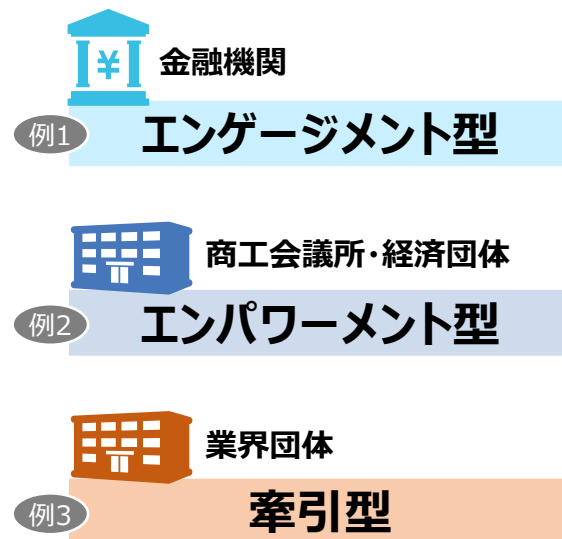 ¥
金融機関
例1
エンゲージメント型
商工会議所・経済団体
例2
エンパワーメント型
業界団体
例3
牽引型